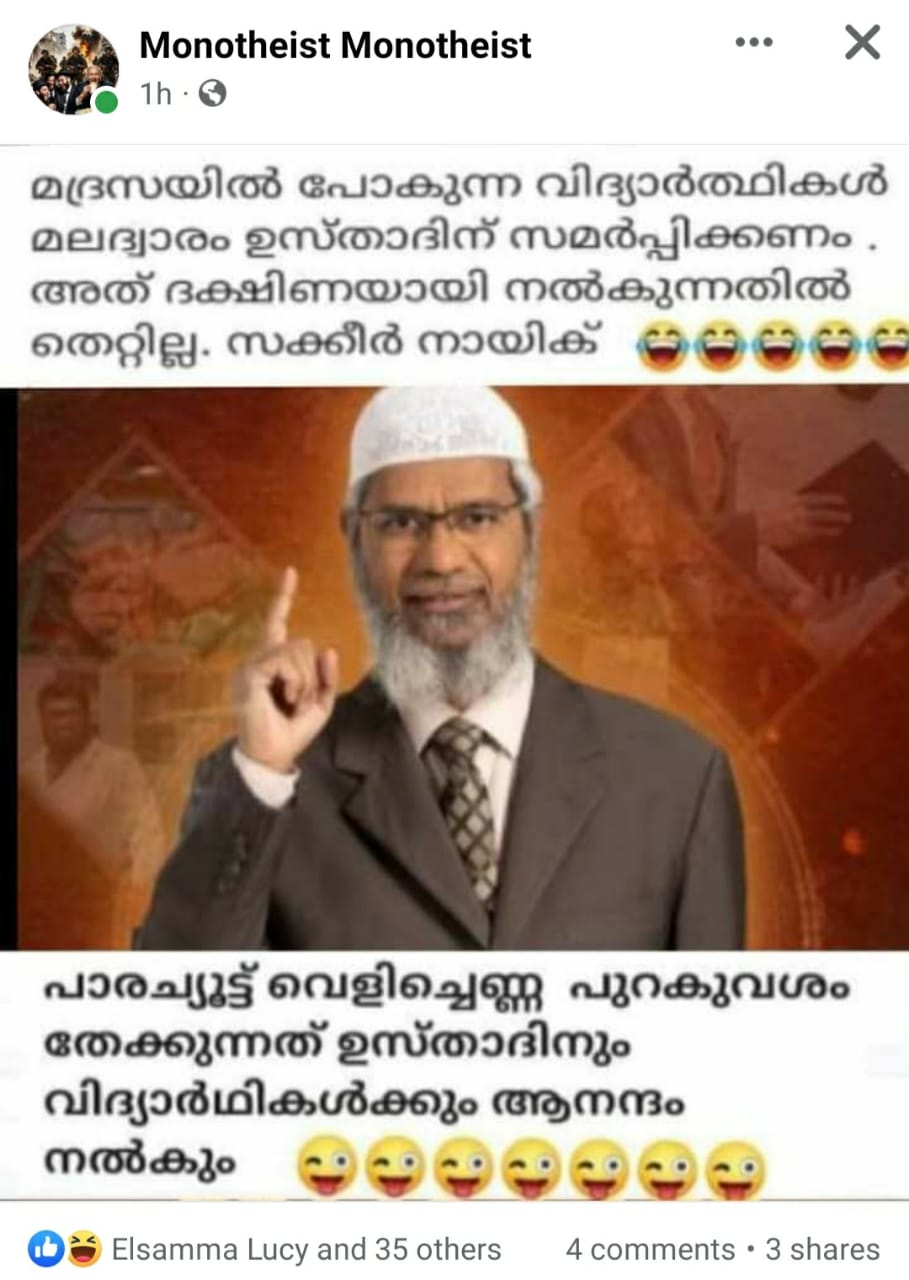 Monotheist Monotheist
1h
മദ്രസയിൽ പോകുന്ന വിദ്യാർത്ഥികൾ
മലദ്വാരം ഉസ്താദിന് സമർപ്പിക്കണം .
അത് ദക്ഷിണയായി നൽകുന്നതിൽ
തെറ്റില്ല. സക്കീർ നായിക് 😂😂😂😂😂
പാരച്യൂട്ട് വെളിച്ചെണ്ണ പുറകുവശം
തേക്കുന്നത് ഉസ്താദിനും
വിദ്യാർഥികൾക്കും ആനന്ദം
നൽകും 😜😜😜😜😜😜😜
Elsamma Lucy and 35 others 4 comments • 3 shares